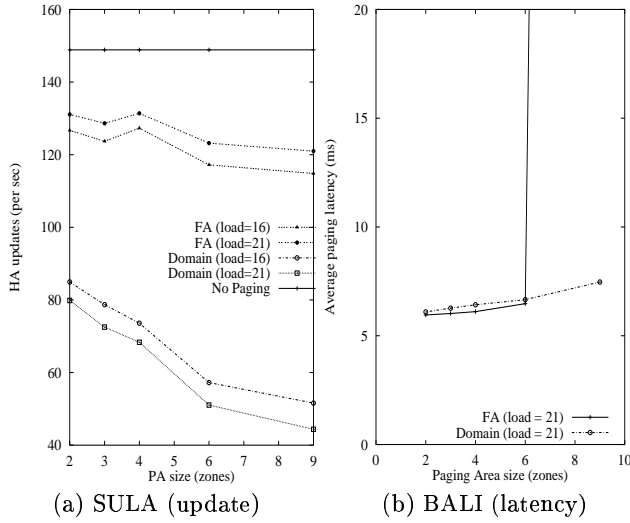 160
140
120
100
80
60
40
2
3
4
5
6
7
8
9
HA updates (per sec)
PA size (zones)
FA (load=16)
FA (load=21)
Domain (load=16)
Domain (load=21)
No Paging
(a) SULA (update)
20
15
10
5
0
0
2
4
6
8
10
Average paging latency (ms)
Paging Area size (zones)
FA (load = 21)
Domain (load = 21)
(b) BALI (latency)